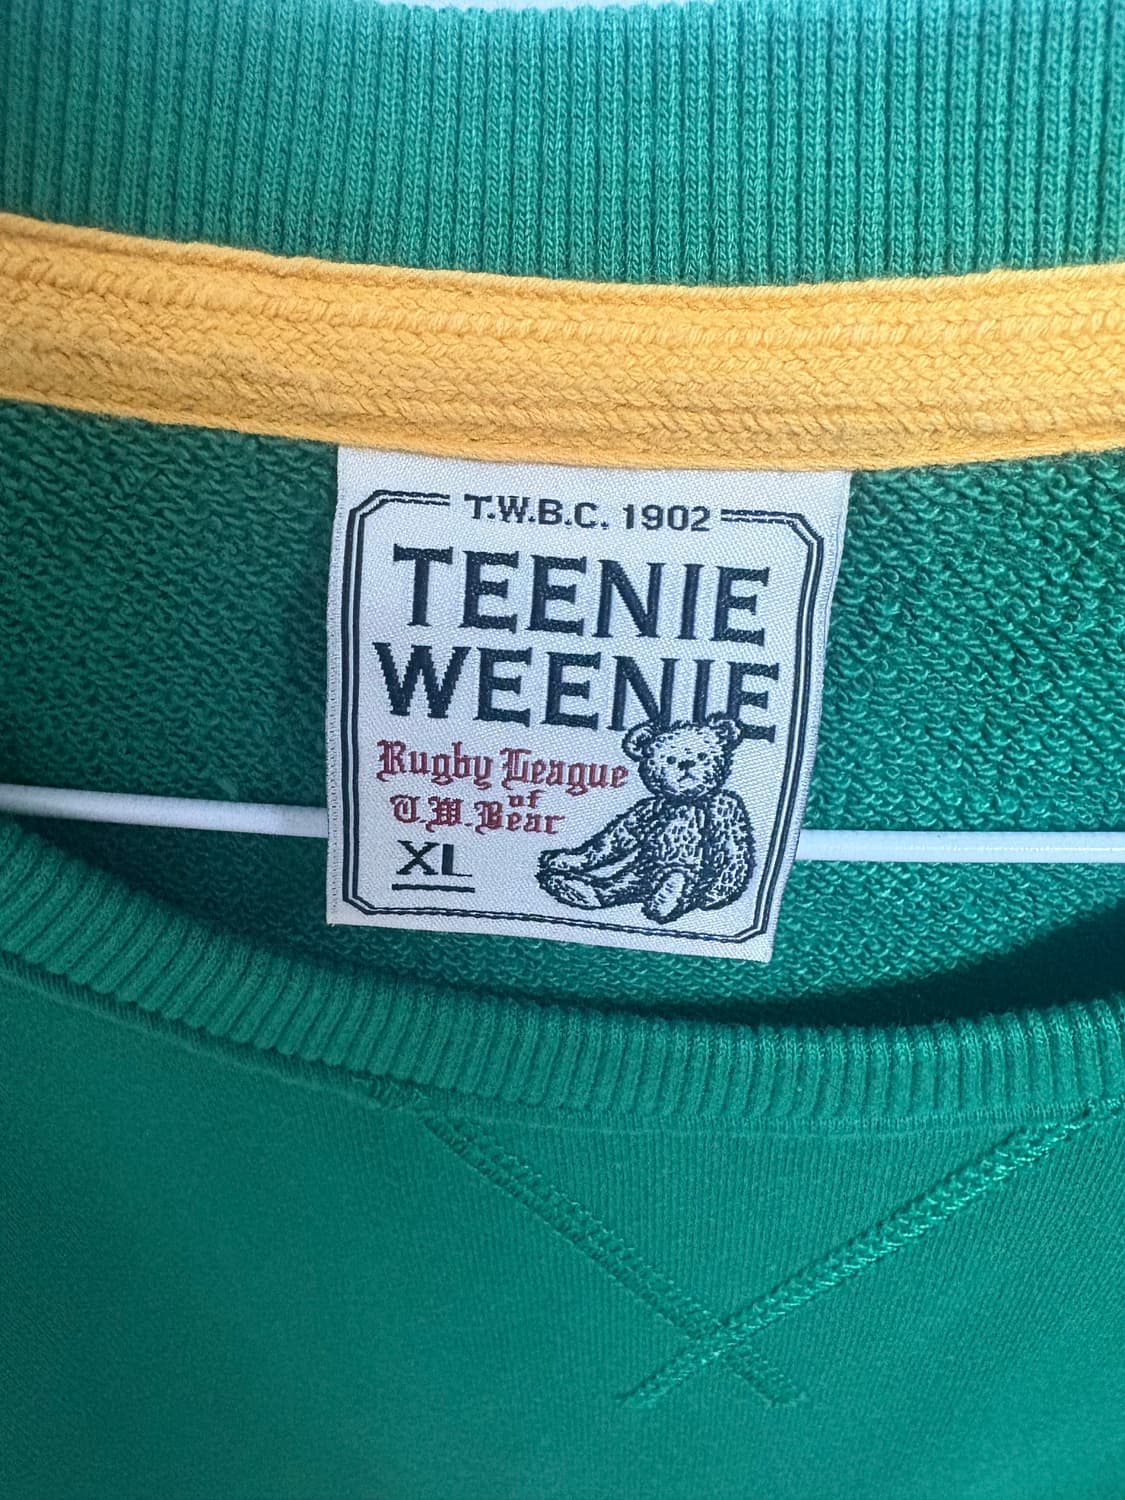 T.W.B.C. 1902
TEENIE
WEENIE
Rugby League
of
T.W.Bear
XL